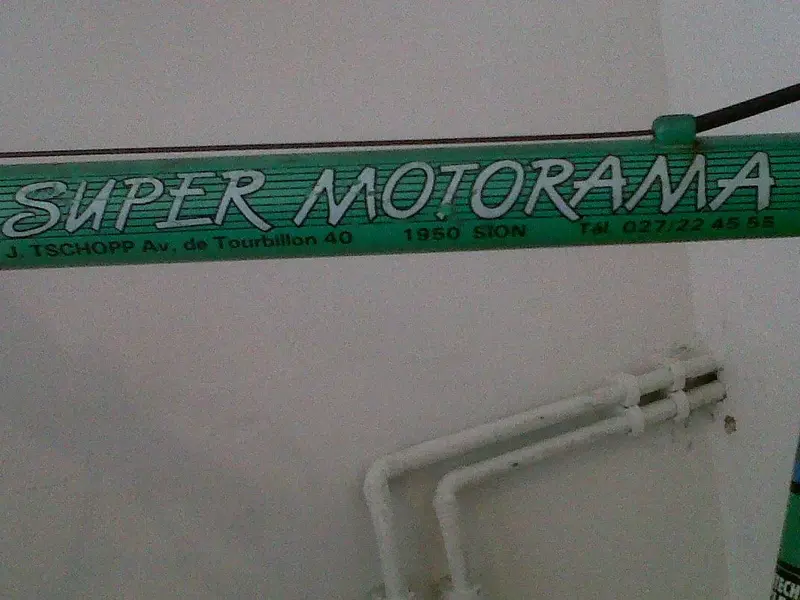 SUPER MOTORAMA
J. TSCHOPP Av. de Tourbillon 40 1950 SION Tél. 027/22 45 55